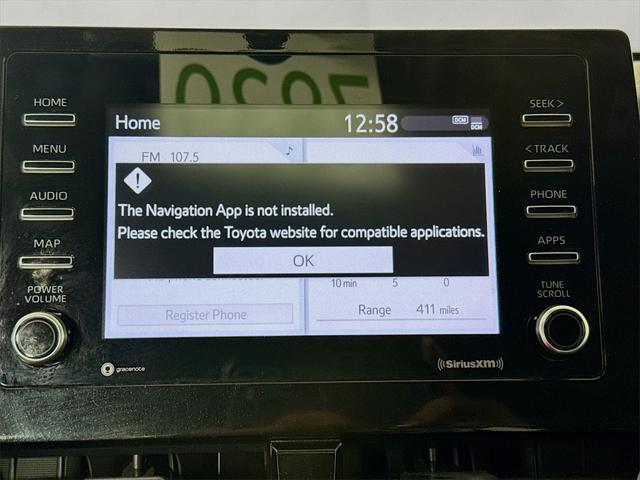 HOME
MENU
AUDIO
MAP
POWER
VOLUME
Home 12:58 DCM
DCM
FM 107.5
The Navigation App is not installed.
Please check the Toyota website for compatible applications.
OK
10 min 5 0
Register Phone
Range 411 miles
SEEK >
< TRACK
PHONE
APPS
TUNE
SCROLL
gracenote
((SiriusXM))